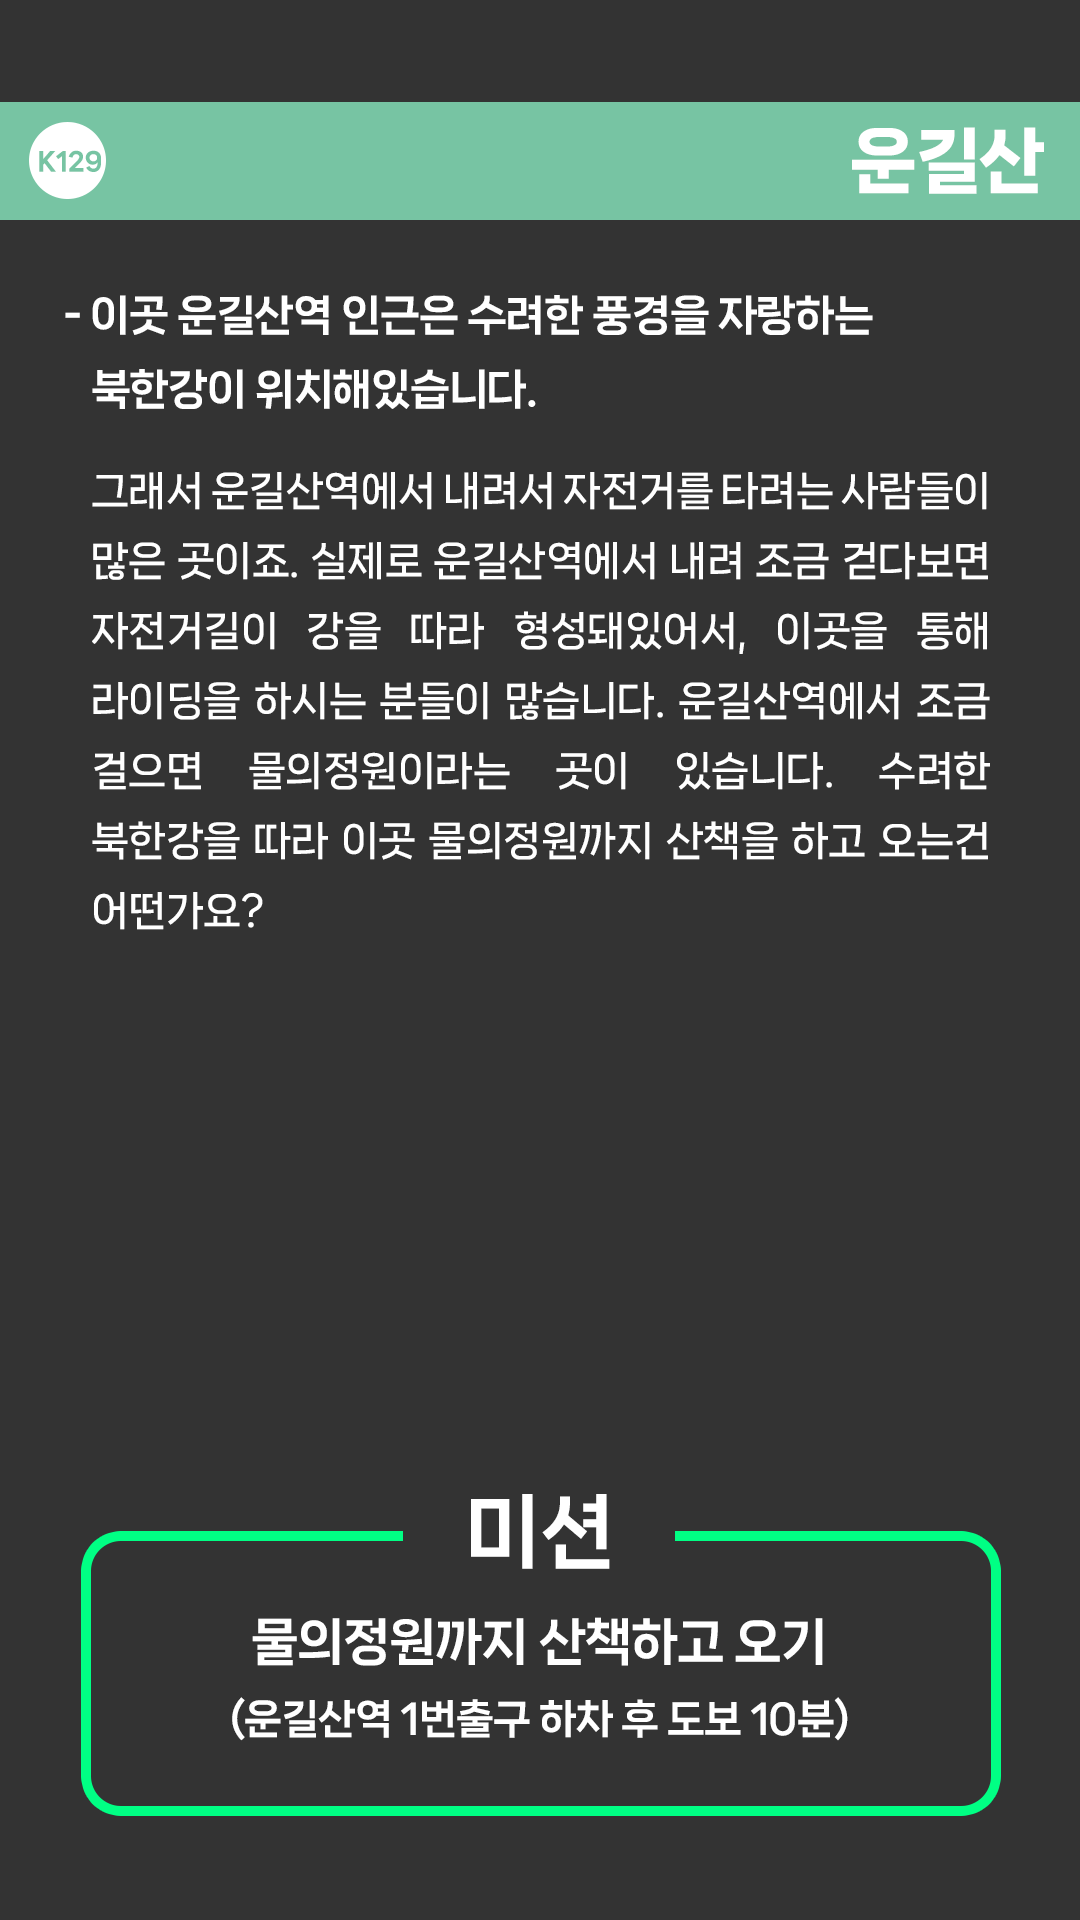 K129
운길산
- 이곳 운길산역 인근은 수려한 풍경을 자랑하는
북한강이 위치해있습니다.
그래서 운길산역에서 내려서 자전거를 타려는 사람들이
많은 곳이죠. 실제로 운길산역에서 내려 조금 걷다보면
자전거길이 강을 따라 형성돼있어서, 이곳을 통해
라이딩을 하시는 분들이 많습니다. 운길산역에서 조금
걸으면 물의정원이라는 곳이 있습니다. 수려한
북한강을 따라 이곳 물의정원까지 산책을 하고 오는건
어떤가요?
미션
물의정원까지 산책하고 오기
(운길산역 1번출구 하차 후 도보 10분)